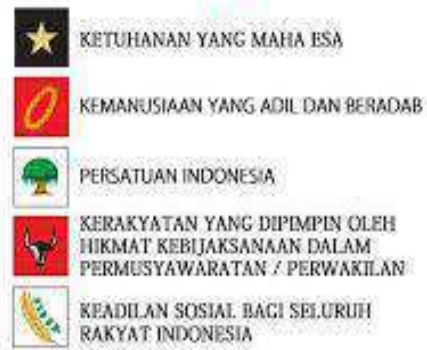 KETUHANAN YANG MAHA ESA
KEMANUSIAAN YANG ADIL DAN BERADAB
PERSATUAN INDONESIA
KERAKYATAN YANG DIPIMPIN OLEH
HIKMAT KEBIJAKSANAAN DALAM
PERMUSYAWARATAN / PERWAKILAN
KEADILAN SOSIAL BAGI SELURUH
RAKYAT INDONESIA